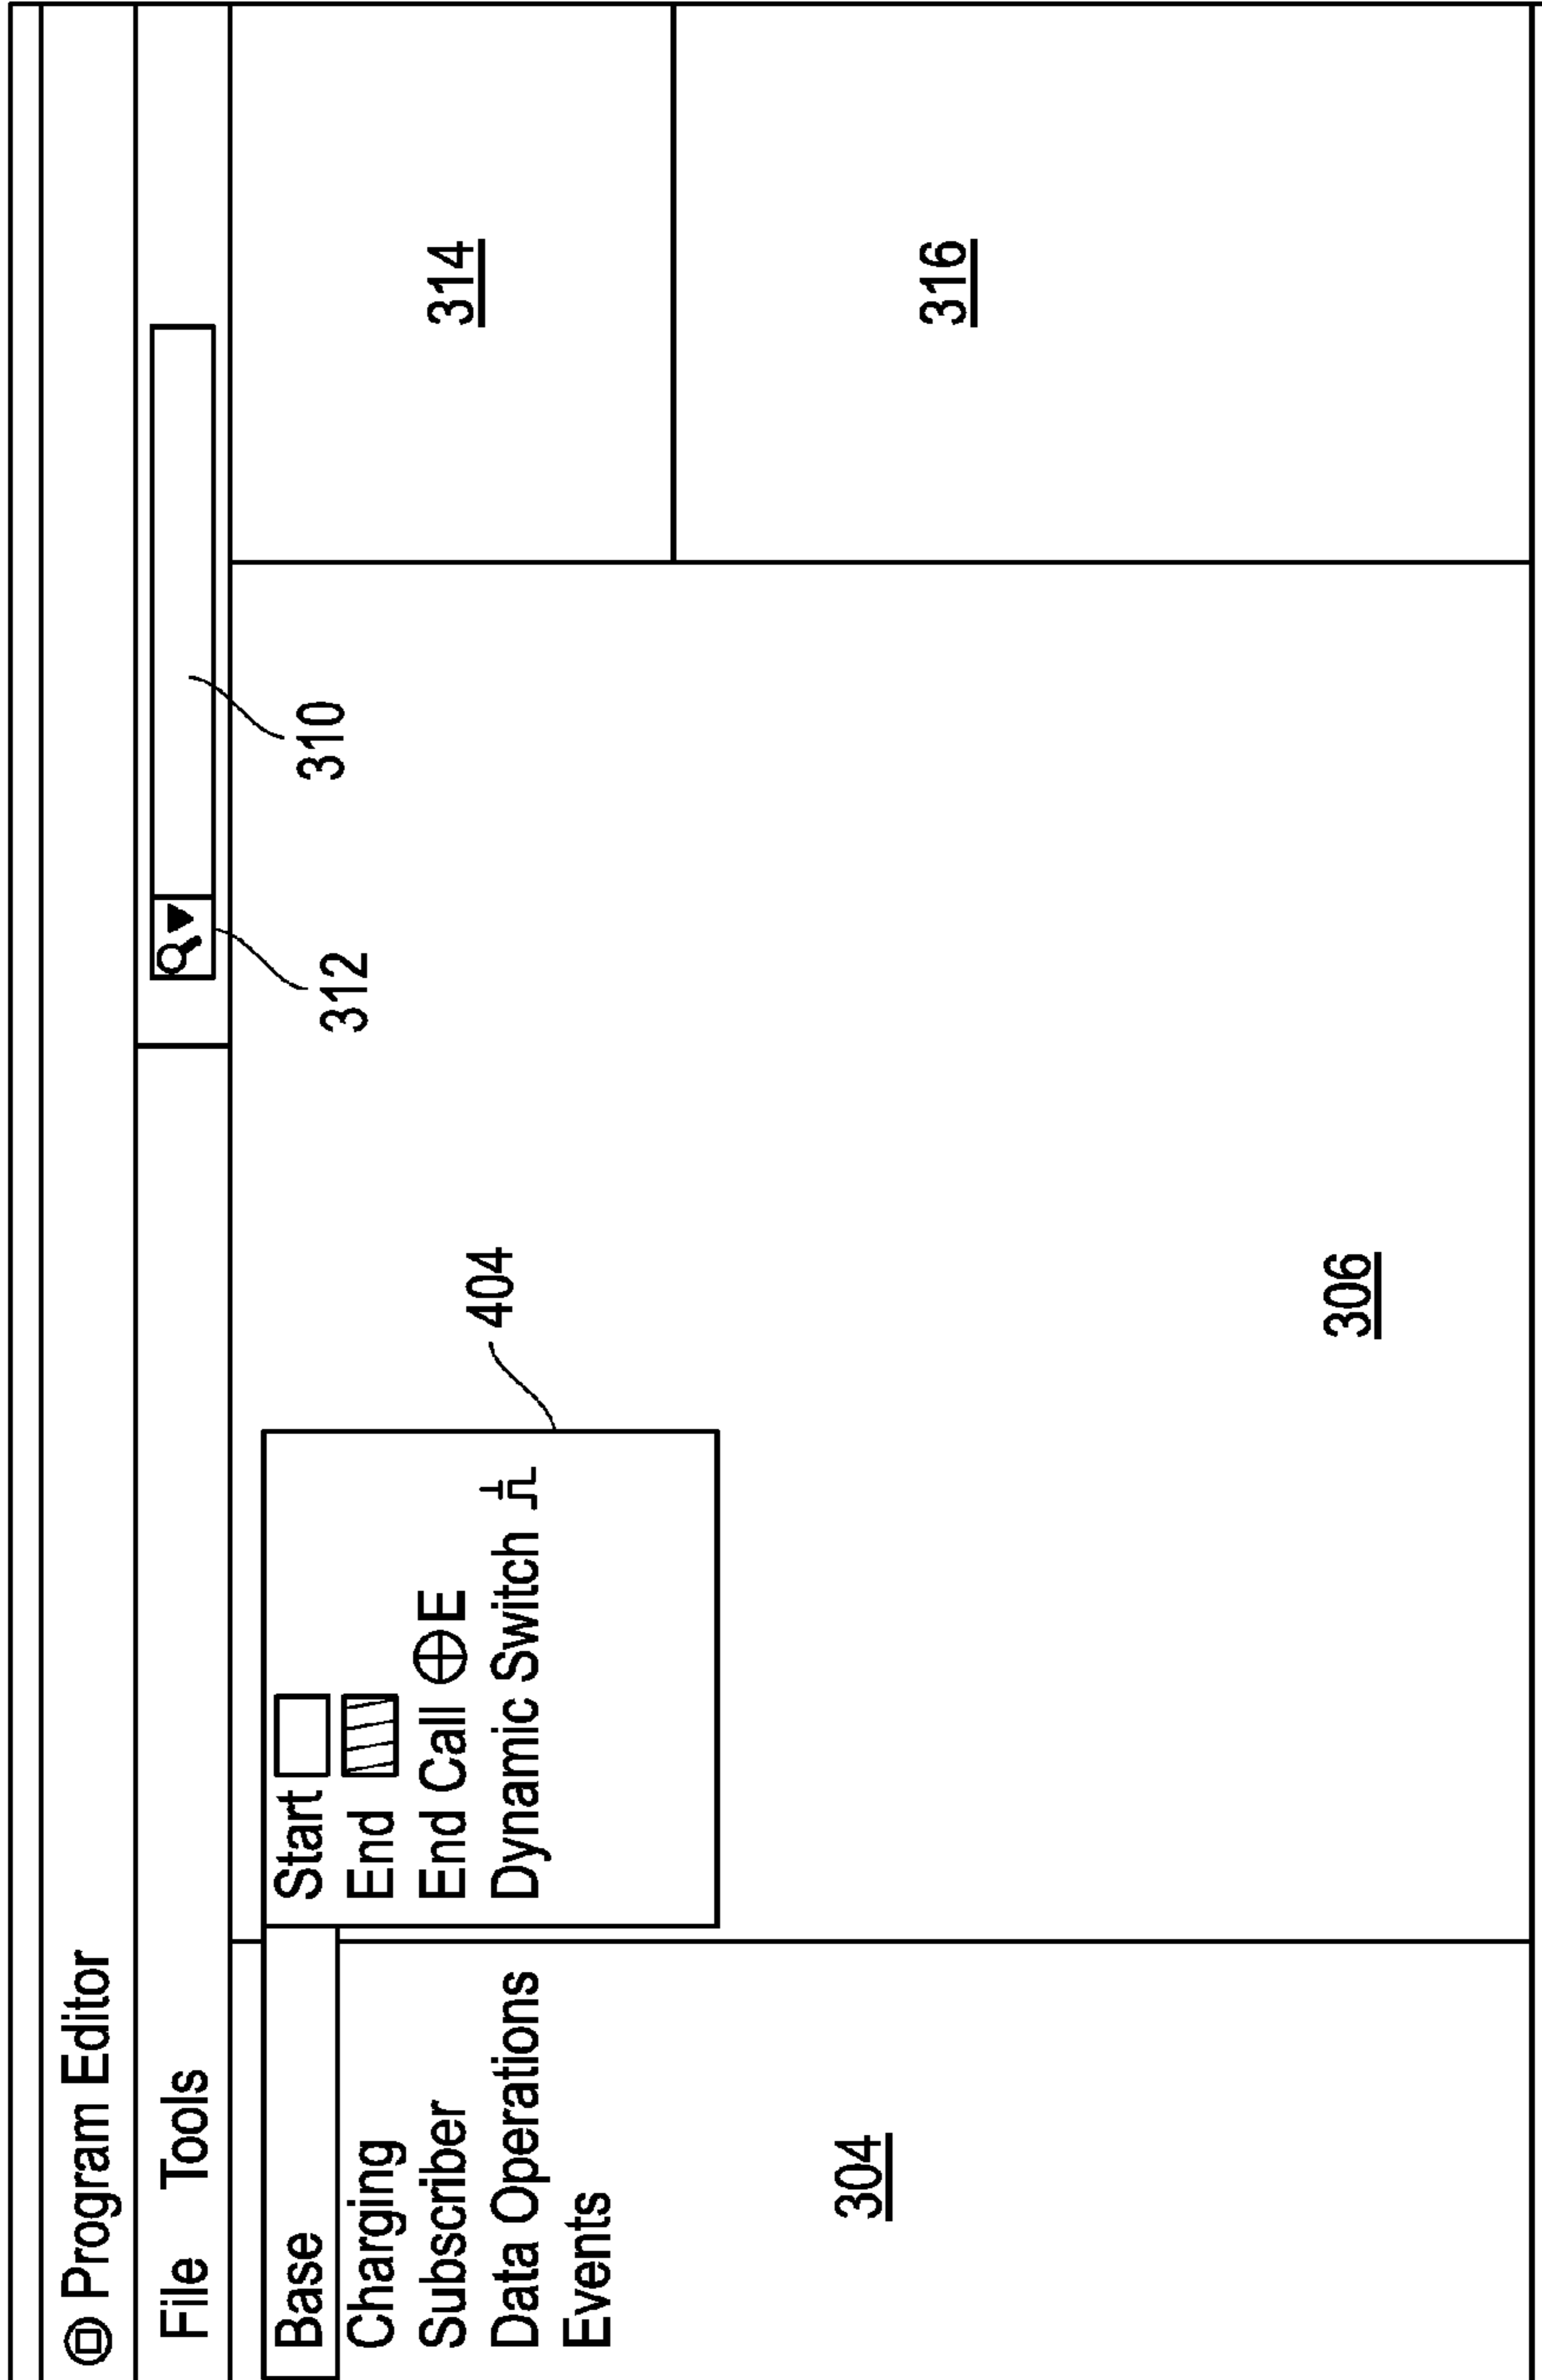 Program Editor
File Tools
312
310
Base
Charging
Subscriber
Data Operations
Events
304
Start
End
End Call E
Dynamic Switch
404
306
314
316